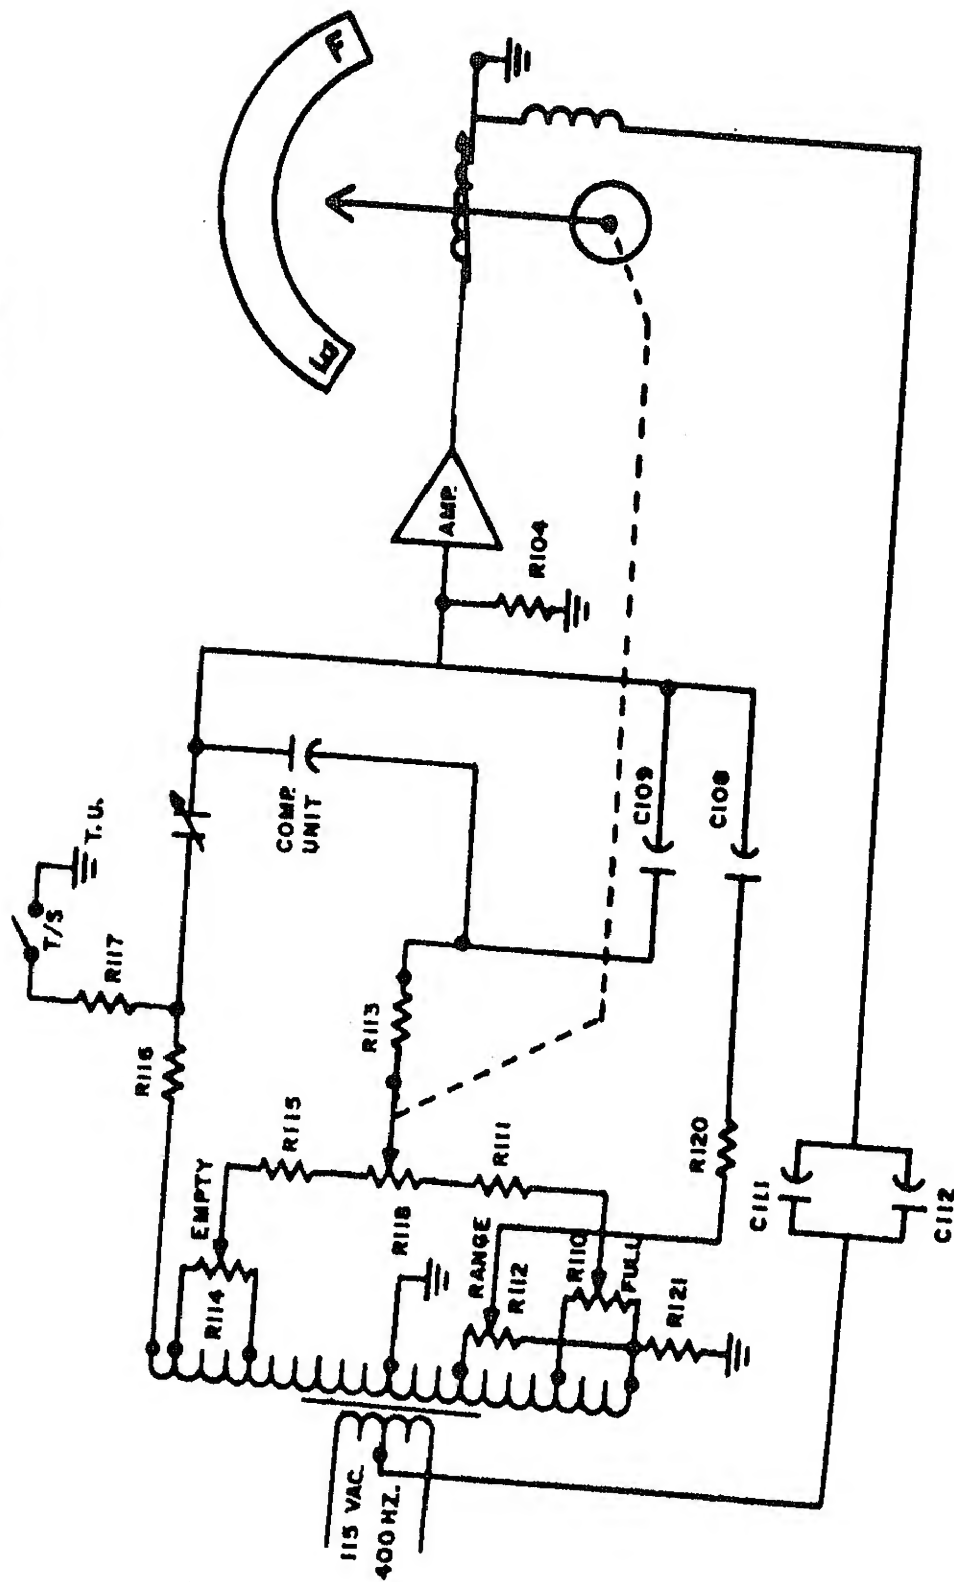 F
E
AMP.
R104
T.U.
T/S
R117
R116
COMP.
UNIT
C109
C108
R113
R115
EMPTY
R114
R118
R111
RANGE
R112
R110
FULL
R121
R120
C111
C112
115 VAC.
400 HZ.